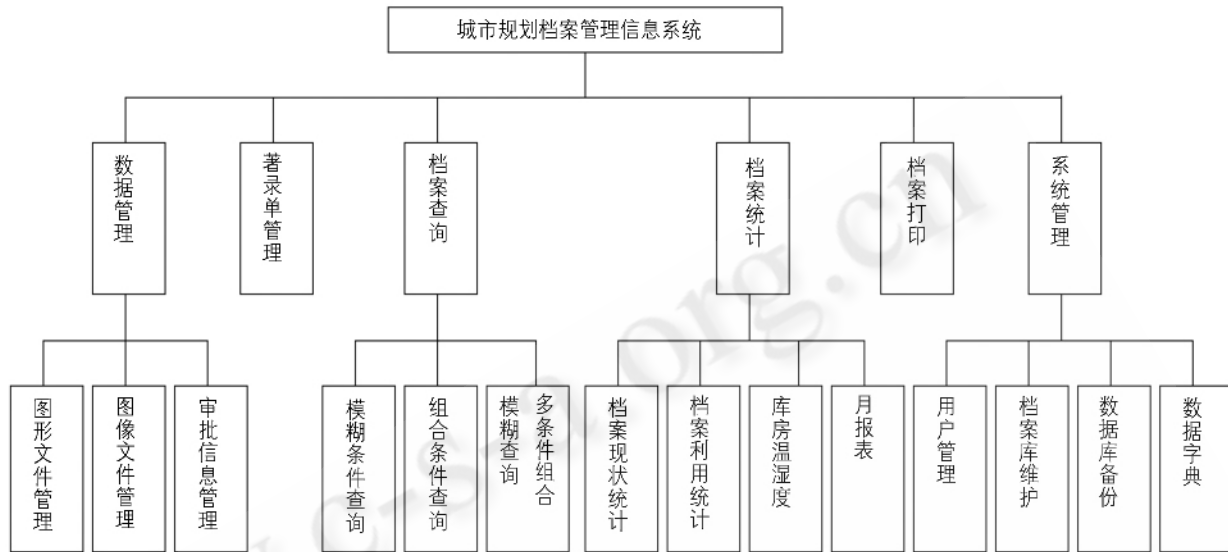 城市规划档案管理信息系统
数据管理
著录单管理
档案查询
档案统计
档案打印
系统管理
图形文件管理
图像文件管理
审批信息管理
模糊条件查询
组合条件查询
多条件组合
模糊查询
档案现状统计
档案利用统计
库房温湿度
月报表
用户管理
档案库维护
数据库备份
数据字典